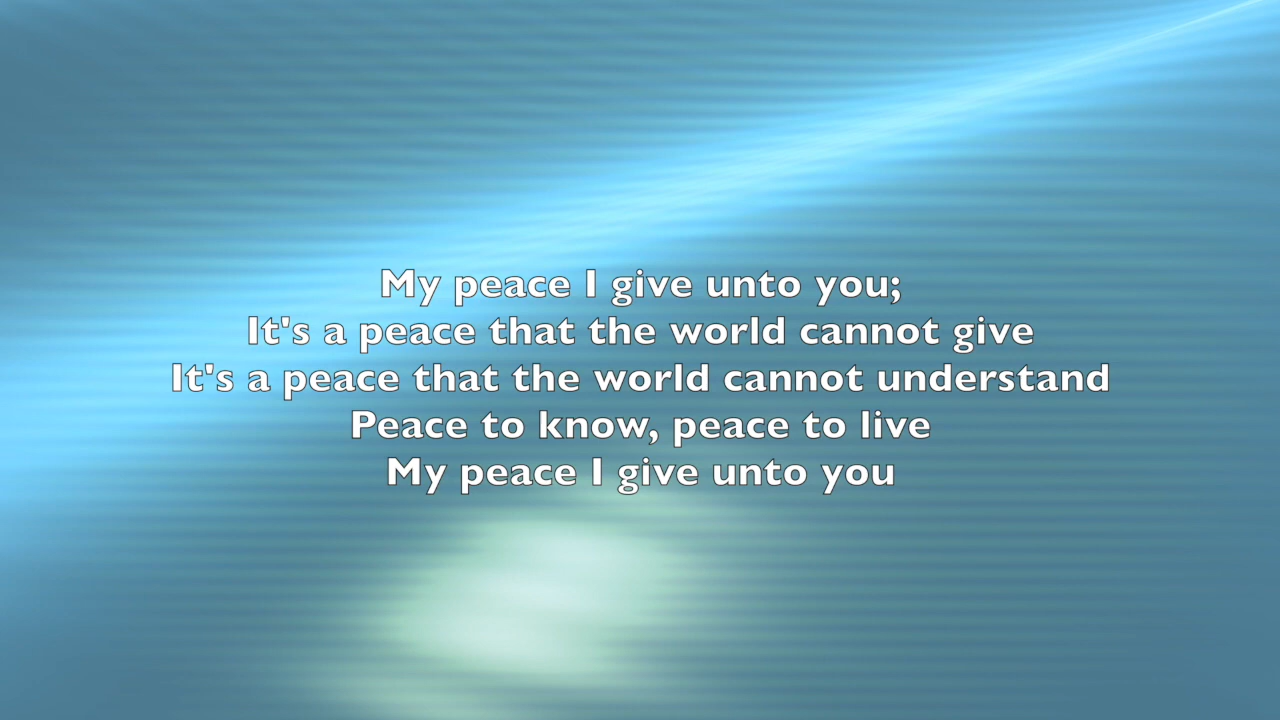 My peace I give unto you;
It's a peace that the world cannot give
It's a peace that the world cannot understand
Peace to know, peace to live
My peace I give unto you